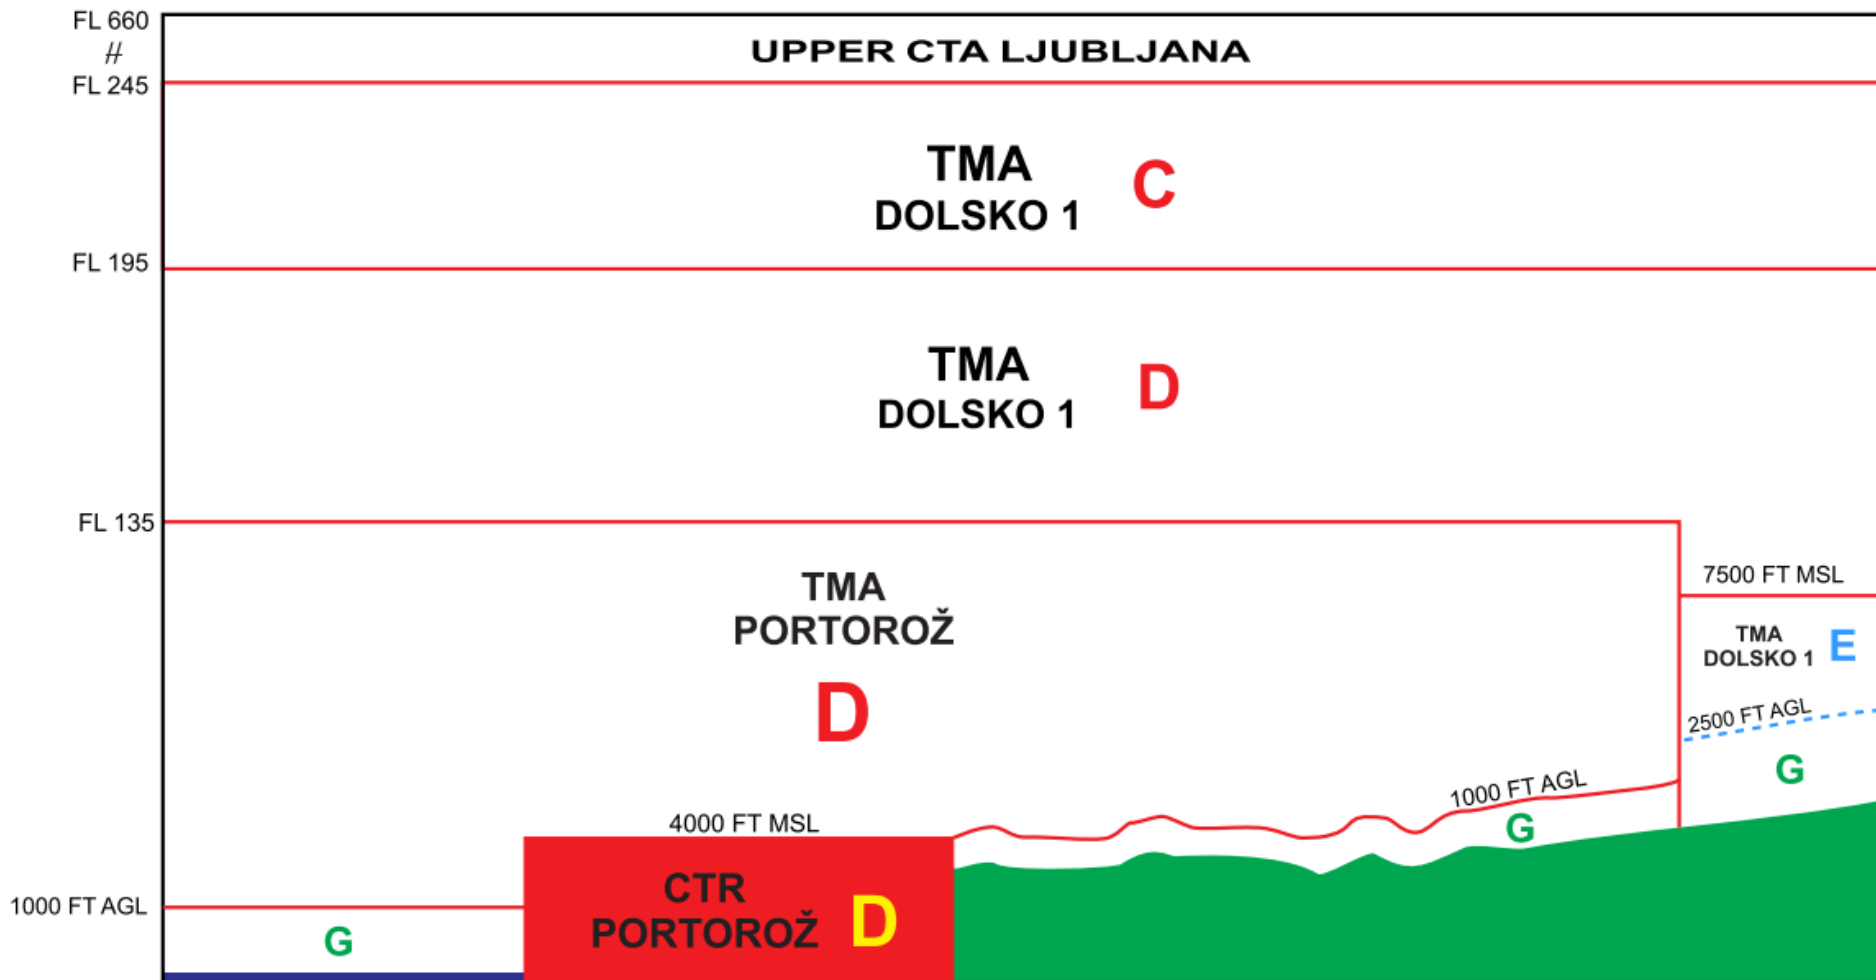 FL 660
#
UPPER CTA LJUBLJANA
FL 245
TMA
DOLSKO 1
C
FL 195
TMA
DOLSKO 1
D
FL 135
7500 FT MSL
TMA
PORTOROŽ
D
TMA
DOLSKO 1
E
2500 FT AGL
G
1000 FT AGL
G
4000 FT MSL
CTR
PORTOROŽ
D
1000 FT AGL
G